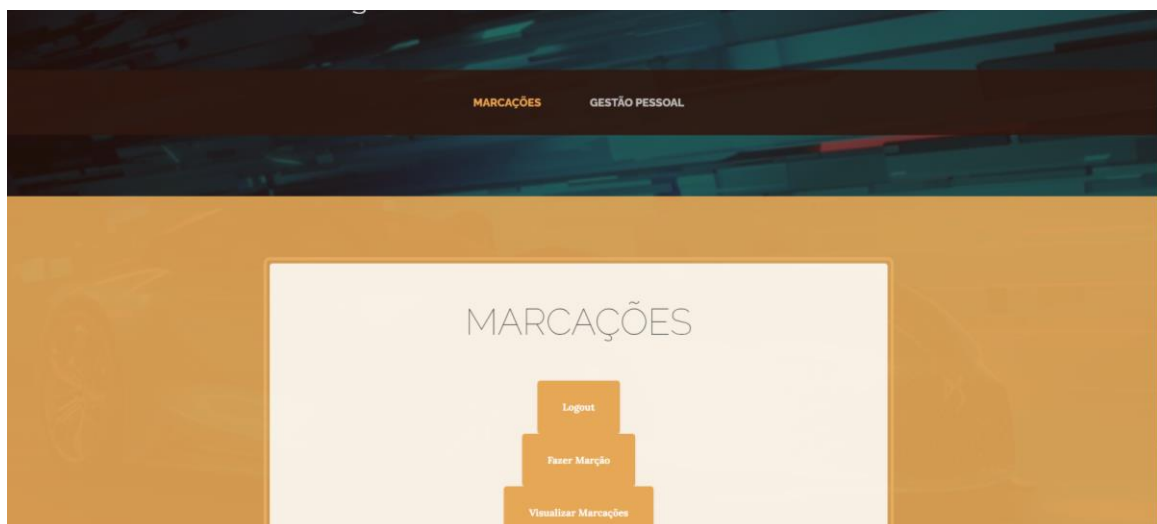 MARCAÇÕES GESTÃO PESSOAL
MARCAÇÕES
Logout
Fazer Marção
Visualizar Marcações